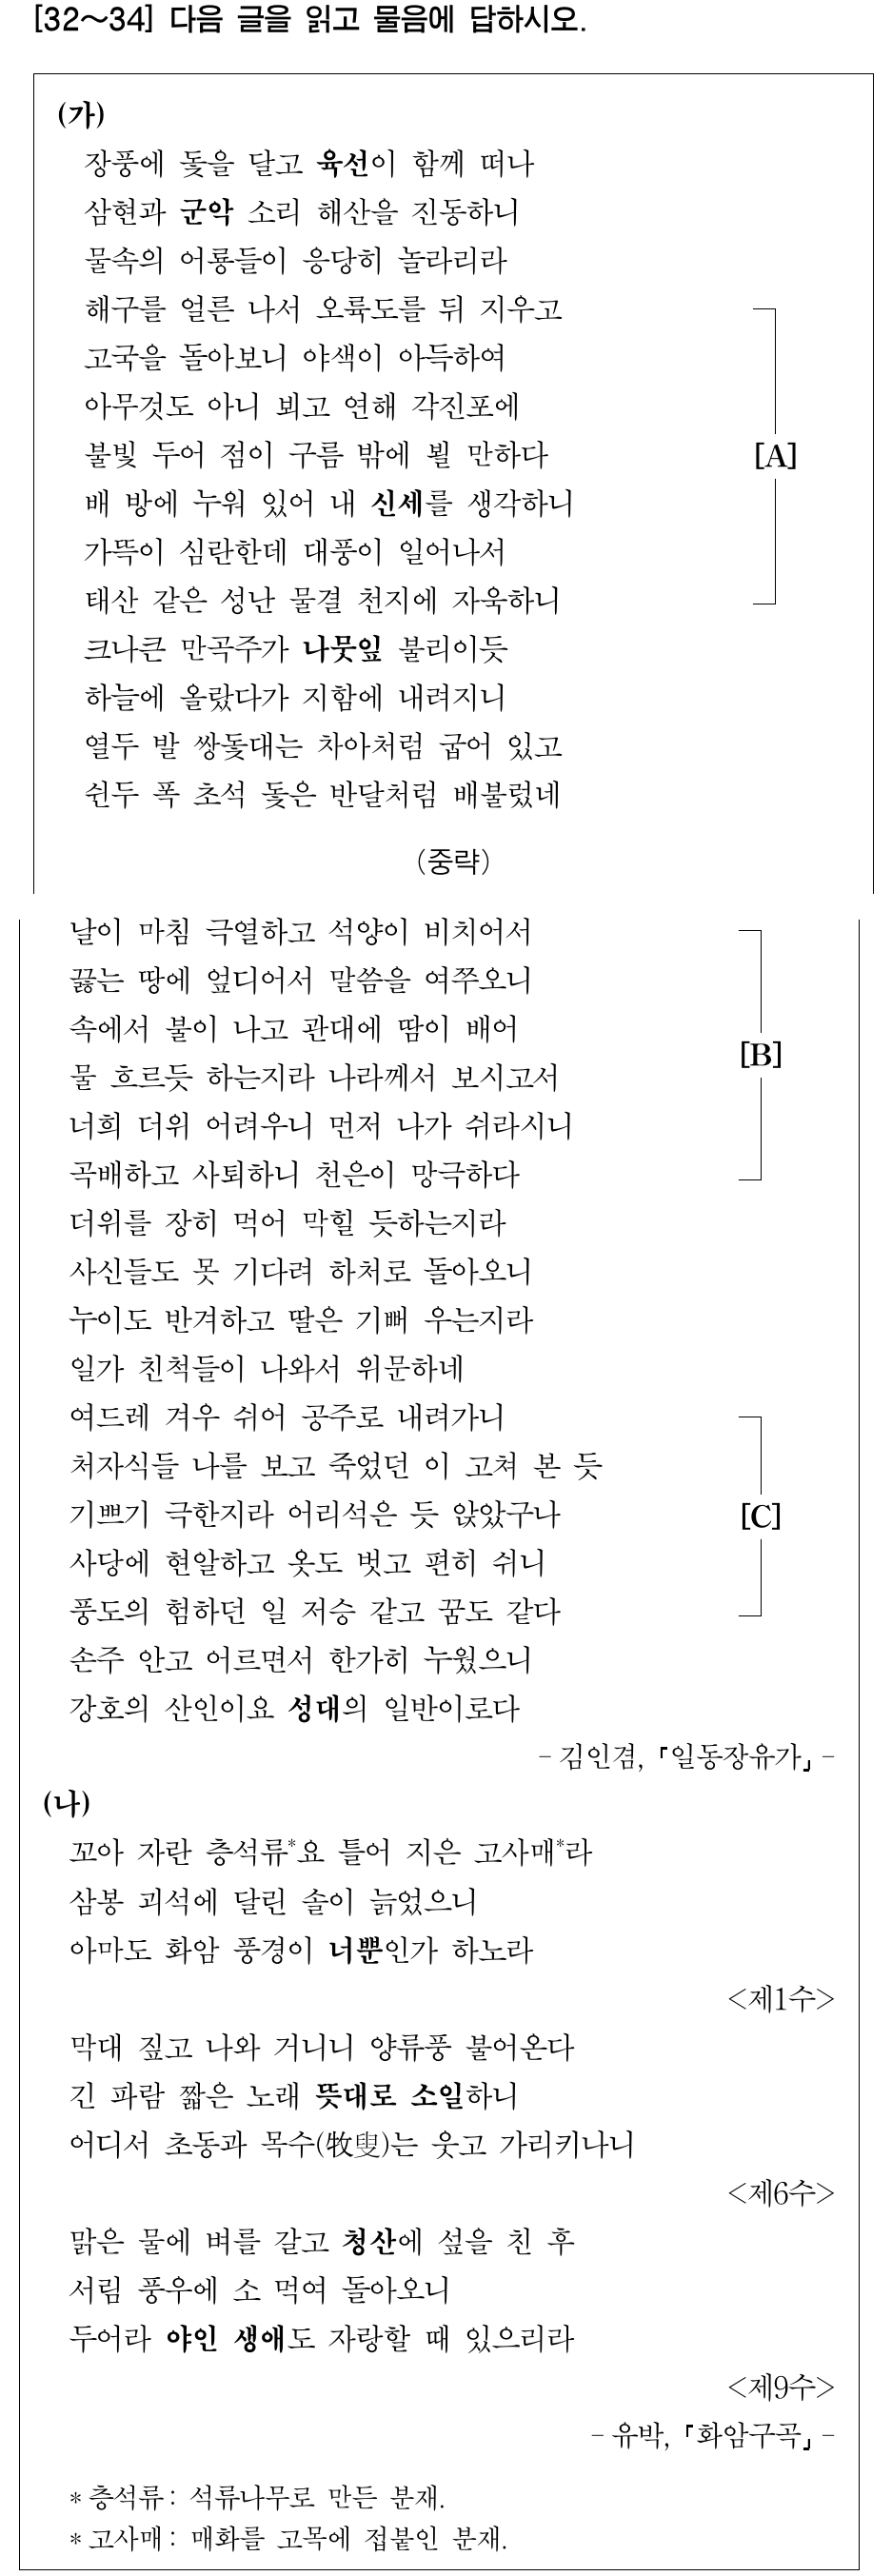 [32~34] 다음 글을 읽고 물음에 답하시오.
(가)
장풍에 돛을 달고 육선이 함께 떠나
삼현과 군악 소리 해산을 진동하니
물속의 어룡들이 응당히 놀라리라
해구를 얼른 나서 오륙도를 뒤 지우고
고국을 돌아보니 야색이 아득하여
아무것도 아니 뵈고 연해 각진포에
불빛 두어 점이 구름 밖에 뵐 만하다
[A]
배 방에 누워 있어 내 신세를 생각하니
가뜩이 심란한데 대풍이 일어나서
태산 같은 성난 물결 천지에 자욱하니
크나큰 만곡주가 나뭇잎 불리이듯
하늘에 올랐다가 지함에 내려지니
열두 발 쌍돛대는 차아처럼 굽어 있고
쉰두 폭 초석 돛은 반달처럼 배불렀네
(중략)
날이 마침 극열하고 석양이 비치어서
끓는 땅에 엎디어서 말씀을 여쭈오니
속에서 불이 나고 관대에 땀이 배어
[B]
물 흐르듯 하는지라 나라께서 보시고서
너희 더위 어려우니 먼저 나가 쉬라시니
곡배하고 사퇴하니 천은이 망극하다
더위를 장히 먹어 막힐 듯하는지라
사신들도 못 기다려 하처로 돌아오니
누이도 반겨하고 딸은 기뻐 우는지라
일가 친척들이 나와서 위문하네
여드레 겨우 쉬어 공주로 내려가니
처자식들 나를 보고 죽었던 이 고쳐 본 듯
기쁘기 극한지라 어리석은 듯 앉았구나
[C]
사당에 현알하고 옷도 벗고 편히 쉬니
풍도의 험하던 일 저승 같고 꿈도 같다
손주 안고 어르면서 한가히 누웠으니
강호의 산인이요 성대의 일반이로다
- 김인겸, 「일동장유가」 -
(나)
꼬아 자란 층석류*요 틀어 지은 고사매*라
삼봉 괴석에 달린 솔이 늙었으니
아마도 화암 풍경이 너뿐인가 하노라
<제1수>
막대 짚고 나와 거니니 양류풍 불어온다
긴 파람 짧은 노래 뜻대로 소일하니
어디서 초동과 목수(牧叟)는 웃고 가리키나니
<제6수>
맑은 물에 벼를 갈고 청산에 섶을 친 후
서림 풍우에 소 먹여 돌아오니
두어라 야인 생애도 자랑할 때 있으리라
<제9수>
- 유박, 「화암구곡」 -
* 층석류: 석류나무로 만든 분재.
* 고사매: 매화를 고목에 접붙인 분재.